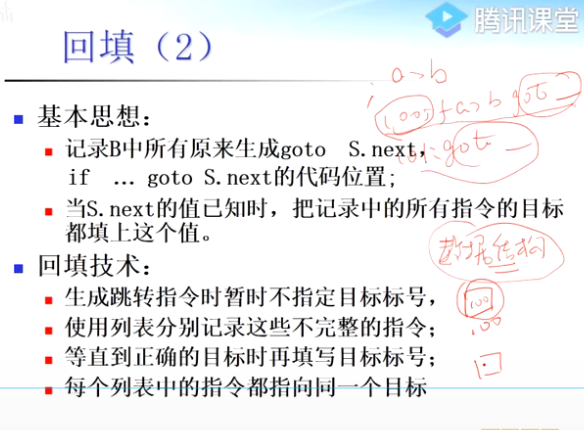 腾讯课堂
回填（2）
a>b
100: if a>b goto —
101: goto —
■ 基本思想：
■ 记录B中所有原来生成goto S.next，
if … goto S.next的代码位置;
■ 当S.next的值已知时，把记录中的所有指令的目标
都填上这个值。
数据结构
■ 回填技术：
■ 生成跳转指令时暂时不指定目标标号，
100
■ 使用列表分别记录这些不完整的指令；
100
■ 等直到正确的目标时再填写目标标号；
■ 每个列表中的指令都指向同一个目标